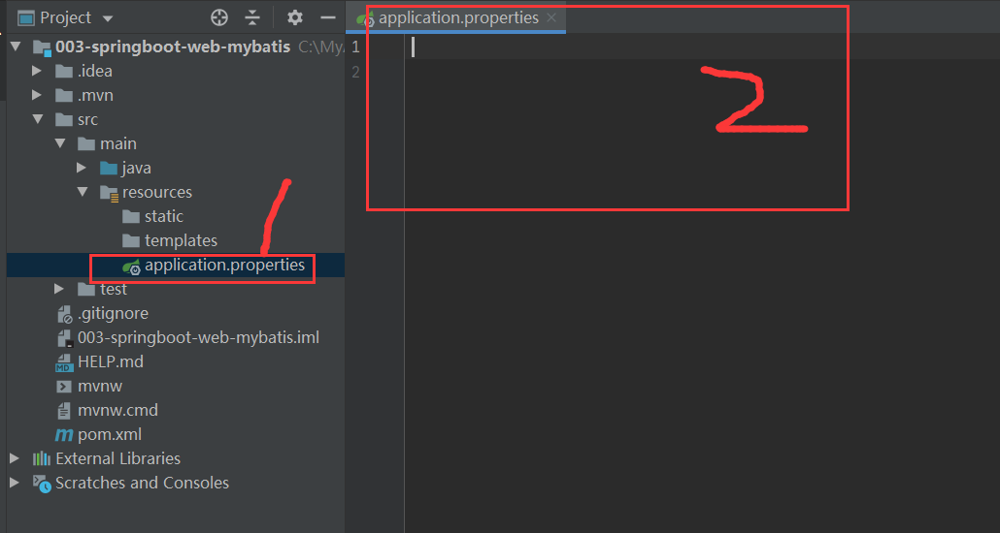 Project
application.properties
003-springboot-web-mybatis C:\My
.idea
.mvn
src
main
java
resources
static
templates
application.properties
test
.gitignore
003-springboot-web-mybatis.iml
HELP.md
mvnw
mvnw.cmd
pom.xml
External Libraries
Scratches and Consoles
1
2
1
2